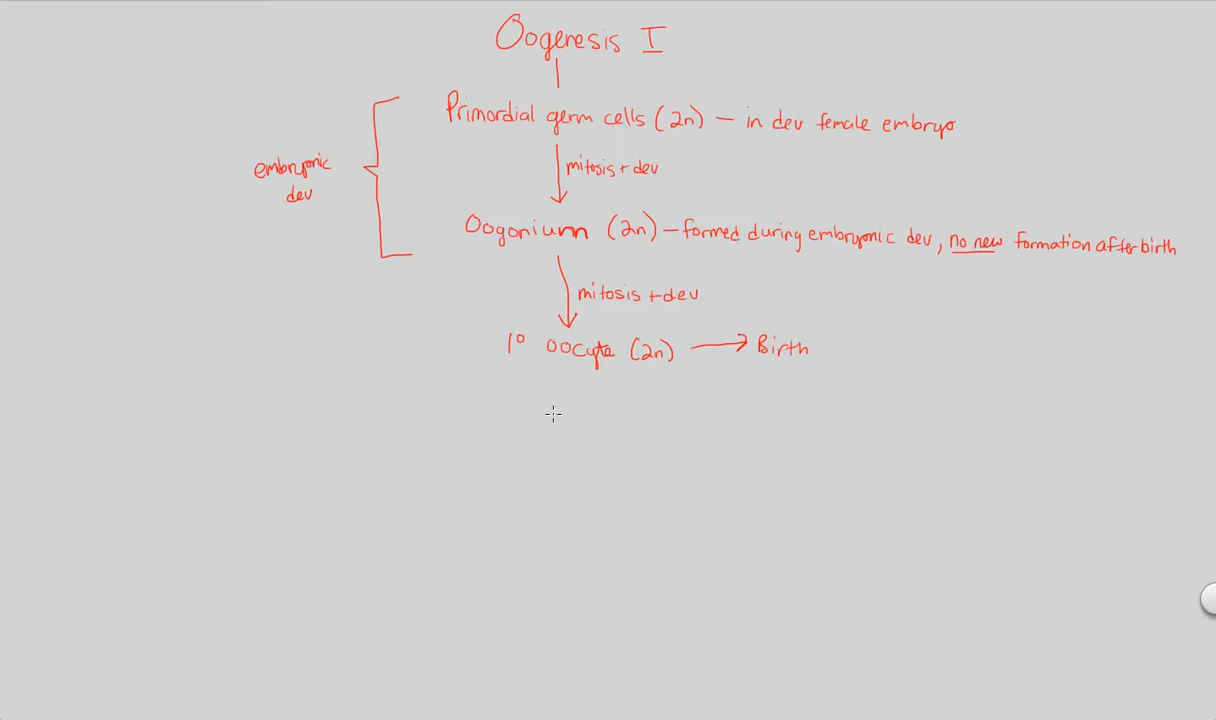 Oogenesis I
Primordial germ cells (2n) — in dev female embryo
mitosis + dev
embryonic
dev
Oogonium (2n) — formed during embryonic dev, no new formation after birth
mitosis + dev
1° oocyte (2n) → Birth